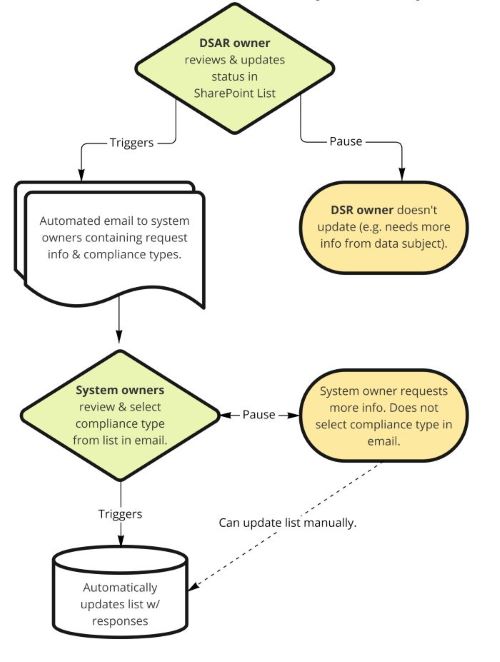 DSAR owner
reviews & updates
status in
SharePoint List
Triggers
Pause
Automated email to system
owners containing request
info & compliance types.
DSR owner doesn't
update (e.g. needs more
info from data subject).
System owners
review & select
compliance type
from list in email.
Pause
System owner requests
more info. Does not
select compliance type in
email.
Triggers
Can update list manually.
Automatically
updates list w/
responses